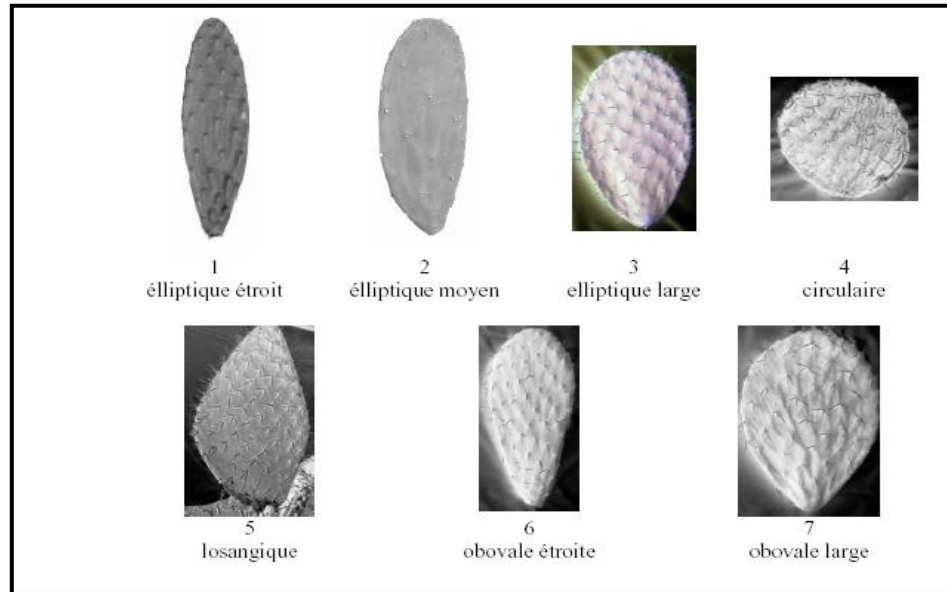 1
élliptique étroit
2
élliptique moyen
3
elliptique large
4
circulaire
5
losangique
6
obovale étroite
7
obovale large